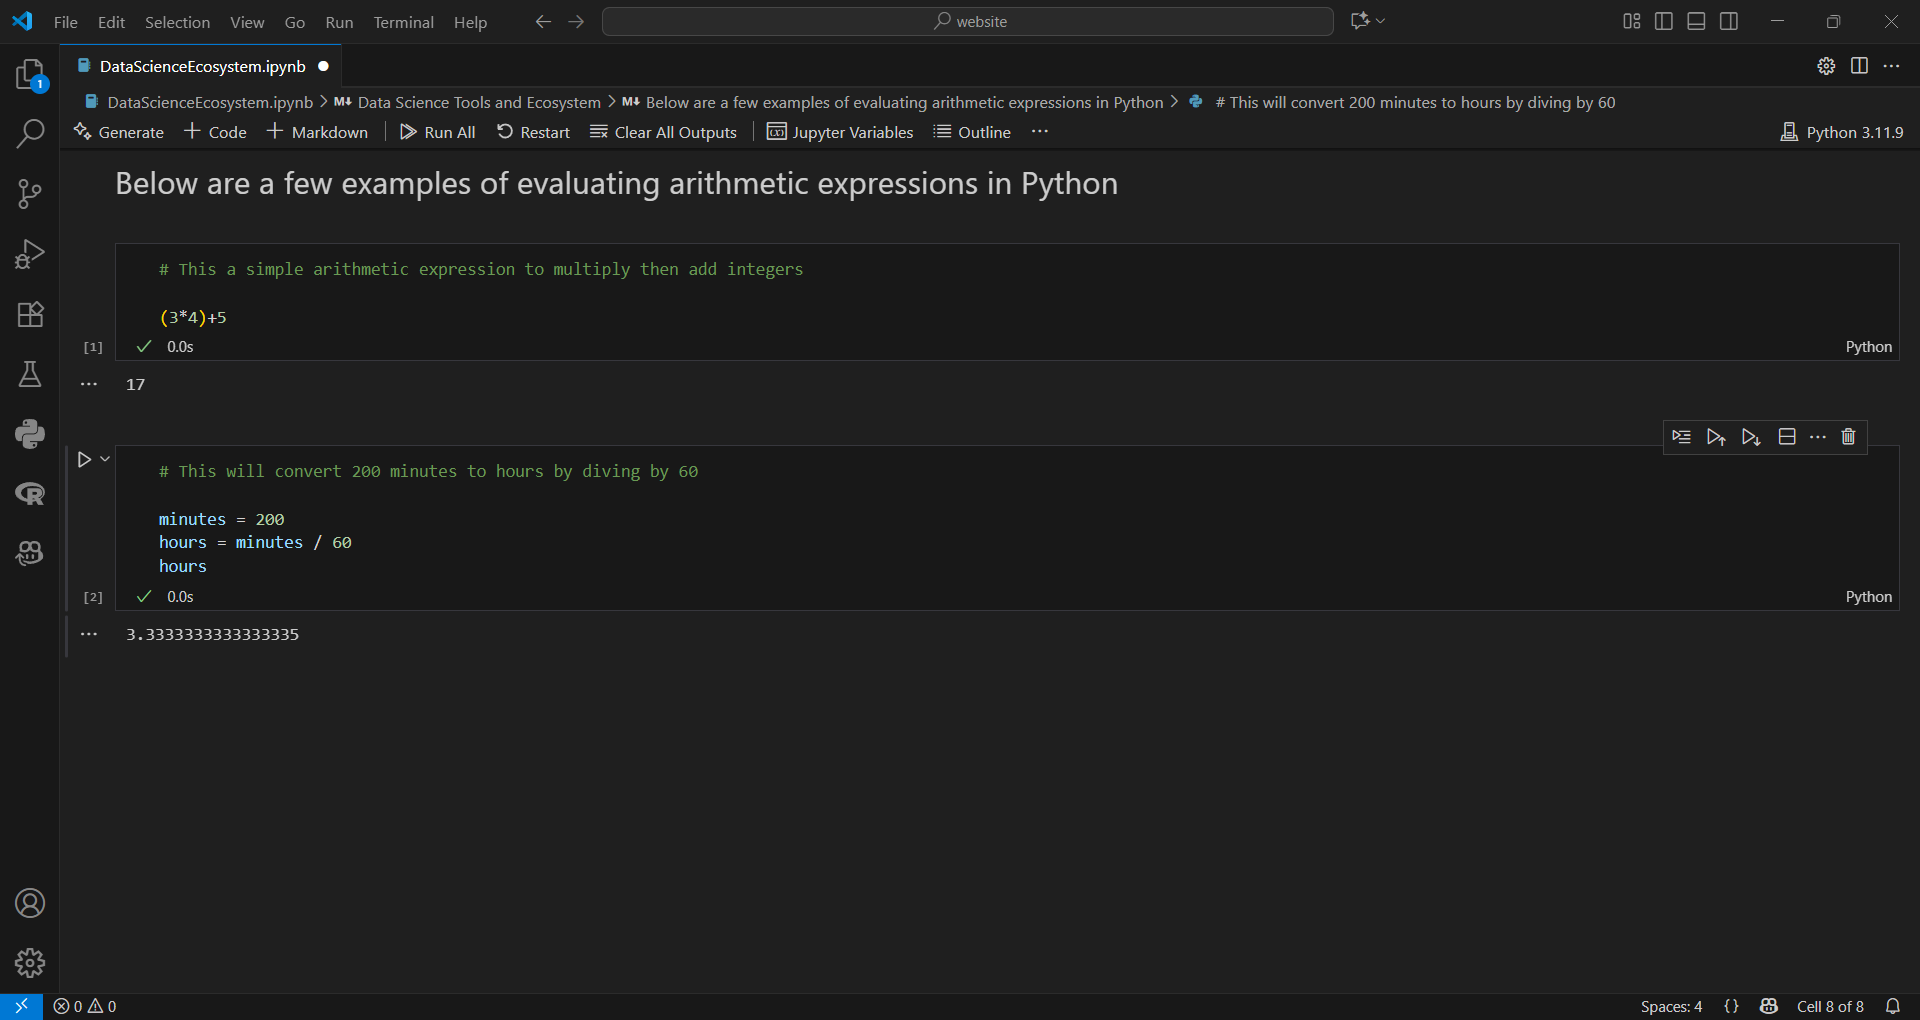 File Edit Selection View Go Run Terminal Help
website
DataScienceEcosystem.ipynb
DataScienceEcosystem.ipynb > M↓ Data Science Tools and Ecosystem > M↓ Below are a few examples of evaluating arithmetic expressions in Python > # This will convert 200 minutes to hours by diving by 60
Generate + Code + Markdown Run All Restart Clear All Outputs Jupyter Variables Outline ... Python 3.11.9
Below are a few examples of evaluating arithmetic expressions in Python
# This a simple arithmetic expression to multiply then add integers
(3*4)+5
[1] 0.0s Python
... 17
# This will convert 200 minutes to hours by diving by 60
minutes = 200
hours = minutes / 60
hours
[2] 0.0s Python
... 3.3333333333333335
1
0 0 Spaces: 4 {} Cell 8 of 8